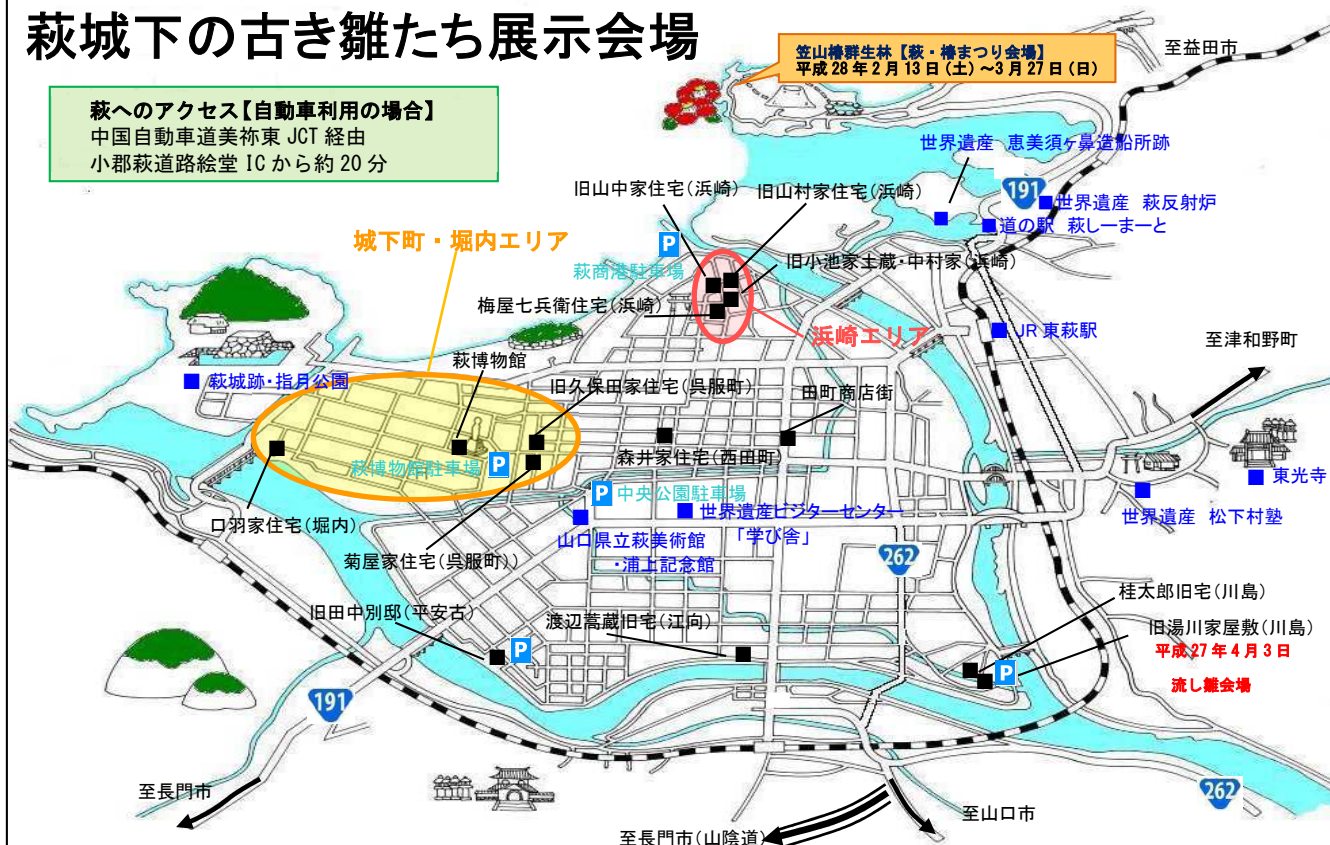 萩城下の古き雛たち展示会場
笠山椿群生林【萩・椿まつり会場】
平成28年2月13日(土)~3月27日(日)
至益田市
萩へのアクセス【自動車利用の場合】
中国自動車道美祢東JCT経由
小郡萩道路絵堂ICから約20分
世界遺産 恵美須ヶ鼻造船所跡
旧山中家住宅(浜崎)
旧山村家住宅(浜崎)
191
世界遺産 萩反射炉
道の駅 萩しーまーと
城下町・堀内エリア
P
萩商港駐車場
旧小池家土蔵・中村家(浜崎)
梅屋七兵衛住宅(浜崎)
浜崎エリア
JR東萩駅
至津和野町
萩博物館
萩城跡・指月公園
旧久保田家住宅(呉服町)
田町商店街
森井家住宅(西田町)
萩博物館駐車場
P
東光寺
P
中央公園駐車場
世界遺産ビジターセンター
「学び舎」
世界遺産 松下村塾
口羽家住宅(堀内)
菊屋家住宅(呉服町))
山口県立萩美術館
・浦上記念館
262
桂太郎旧宅(川島)
旧田中別邸(平安古)
P
渡辺蒿蔵旧宅(江向)
旧湯川家屋敷(川島)
平成27年4月3日
流し雛会場
P
191
262
至長門市
至山口市
至長門市(山陰道)